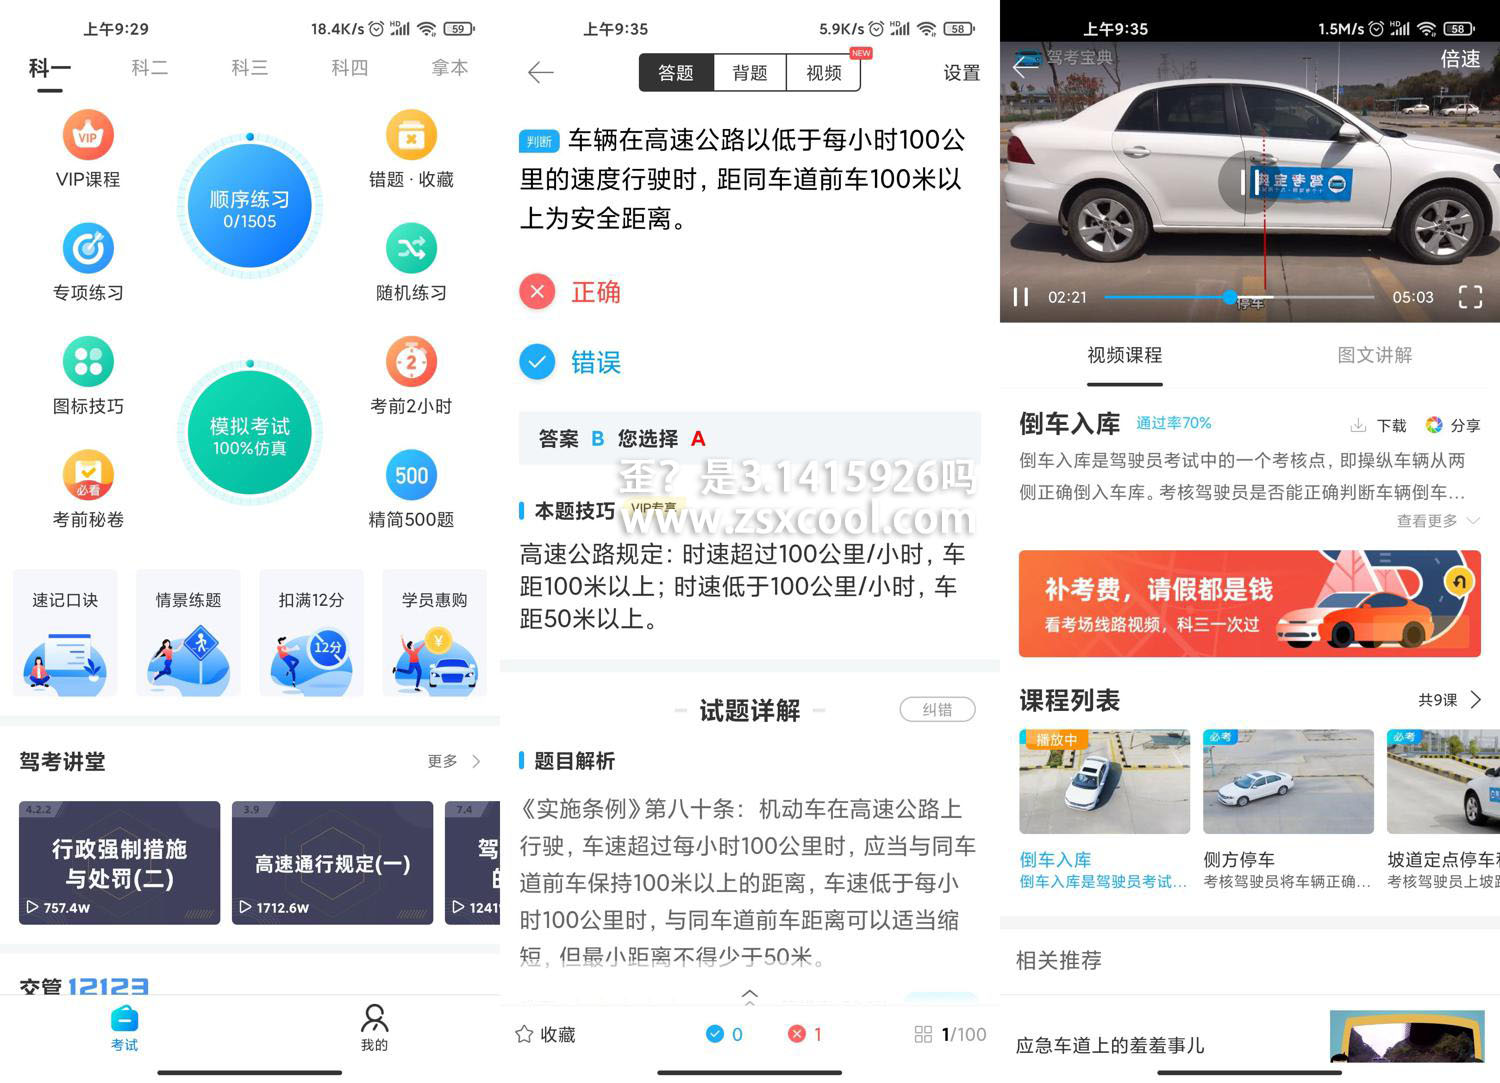 上午9:29
18.4K/s
HD
59
科一
科二
科三
科四
拿本
VIP
VIP课程
顺序练习
0/1505
错题 · 收藏
专项练习
随机练习
图标技巧
模拟考试
100%仿真
2
考前2小时
必看
考前秘卷
500
精简500题
速记口诀
情景练题
扣满12分
12分
学员惠购
¥
驾考讲堂
更多
4.2.2
行政强制措施
与处罚(二)
757.4w
3.9
高速通行规定(一)
1712.6w
7.4
驾
1241
交管 12123
考试
我的
上午9:35
5.9K/s
HD
58
答题
背题
视频
NEW
设置
判断 车辆在高速公路以低于每小时100公
里的速度行驶时, 距同车道前车100米以
上为安全距离。
正确
错误
答案 B 您选择 A
歪? 是3.1415926吗
www.zsxcool.com
本题技巧 VIP专享
高速公路规定: 时速超过100公里/小时, 车
距100米以上; 时速低于100公里/小时, 车
距50米以上。
试题详解
纠错
题目解析
《实施条例》第八十条: 机动车在高速公路上
行驶, 车速超过每小时100公里时, 应当与同车
道前车保持100米以上的距离, 车速低于每小
时100公里时, 与同车道前车距离可以适当缩
短, 但最小距离不得少于50米。
收藏
0
1
1/100
上午9:35
1.5M/s
HD
58
驾考宝典
倍速
驾考宝典
02:21
停车
05:03
视频课程
图文讲解
倒车入库
通过率70%
下载
分享
倒车入库是驾驶员考试中的一个考核点, 即操纵车辆从两
侧正确倒入车库。考核驾驶员是否能正确判断车辆倒车...
查看更多
补考费, 请假都是钱
看考场线路视频, 科三一次过
课程列表
共9课
播放中
必考
必考
倒车入库
倒车入库是驾驶员考试...
侧方停车
考核驾驶员将车辆正确...
坡道定点停车和
考核驾驶员上坡路
相关推荐
应急车道上的羞羞事儿